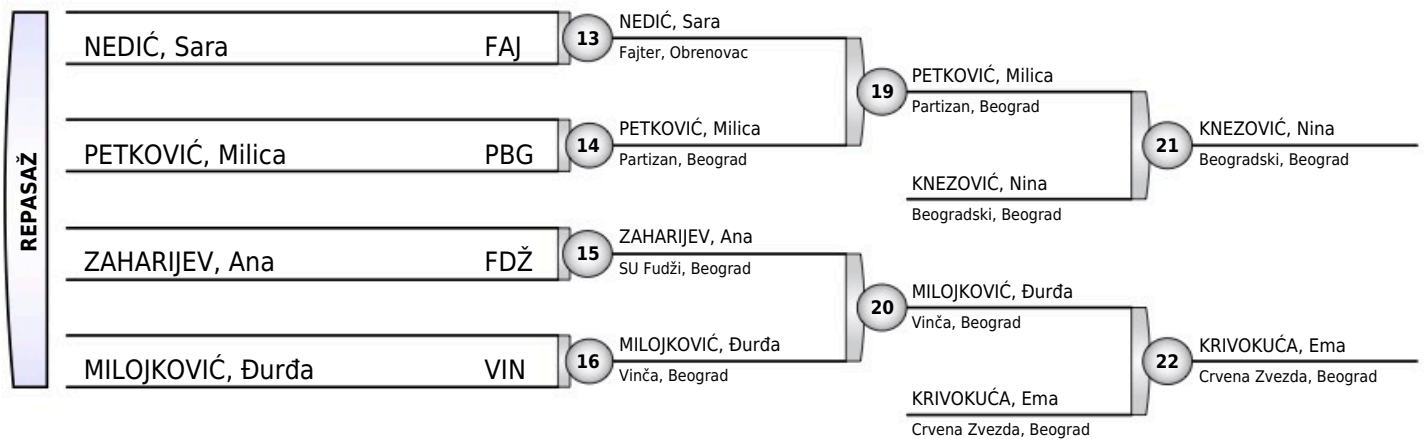 REPASAŽ
NEDIĆ, Sara FAJ
13
NEDIĆ, Sara
Fajter, Obrenovac
PETKOVIĆ, Milica PBG
14
PETKOVIĆ, Milica
Partizan, Beograd
ZAHARIJEV, Ana FDŽ
15
ZAHARIJEV, Ana
SU Fudži, Beograd
MILOJKOVIĆ, Đurđa VIN
16
MILOJKOVIĆ, Đurđa
Vinča, Beograd
19
PETKOVIĆ, Milica
Partizan, Beograd
KNEZOVIĆ, Nina
Beogradski, Beograd
20
MILOJKOVIĆ, Đurđa
Vinča, Beograd
KRIVOKUĆA, Ema
Crvena Zvezda, Beograd
21
KNEZOVIĆ, Nina
Beogradski, Beograd
22
KRIVOKUĆA, Ema
Crvena Zvezda, Beograd